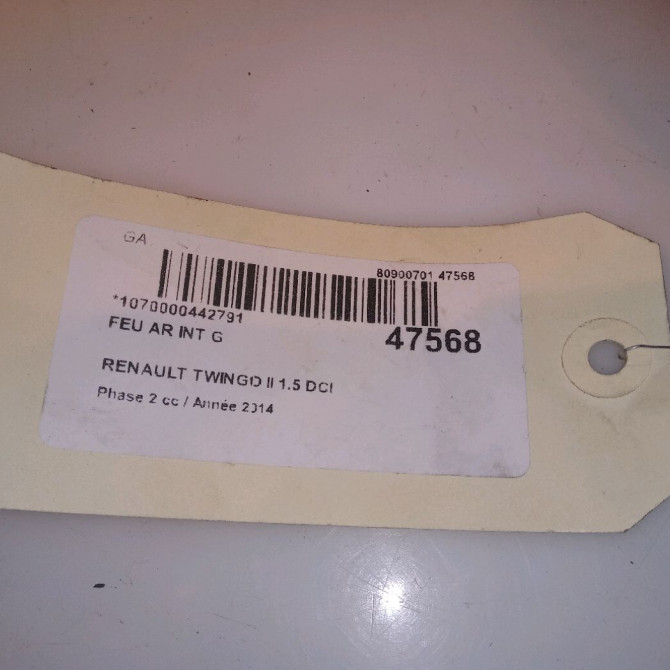 GA
80900701 47568
*1070000442791
47568
FEU AR INT G
RENAULT TWINGO II 1.5 DCI
Phase 2 cc / Année 2014